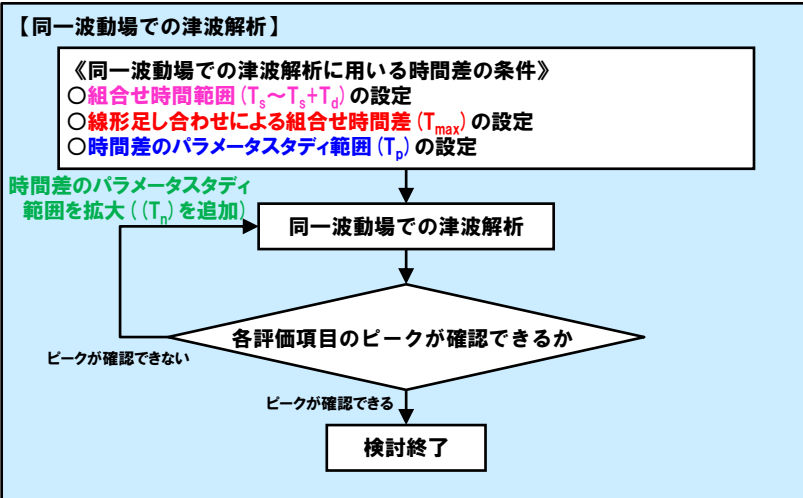 【同一波動場での津波解析】
《同一波動場での津波解析に用いる時間差の条件》
○組合せ時間範囲(Ts~Ts+Td)の設定
○線形足し合わせによる組合せ時間差(Tmax)の設定
○時間差のパラメータスタディ範囲(Tp)の設定
時間差のパラメータスタディ
範囲を拡大((Tn)を追加)
同一波動場での津波解析
各評価項目のピークが確認できるか
ピークが確認できない
ピークが確認できる
検討終了